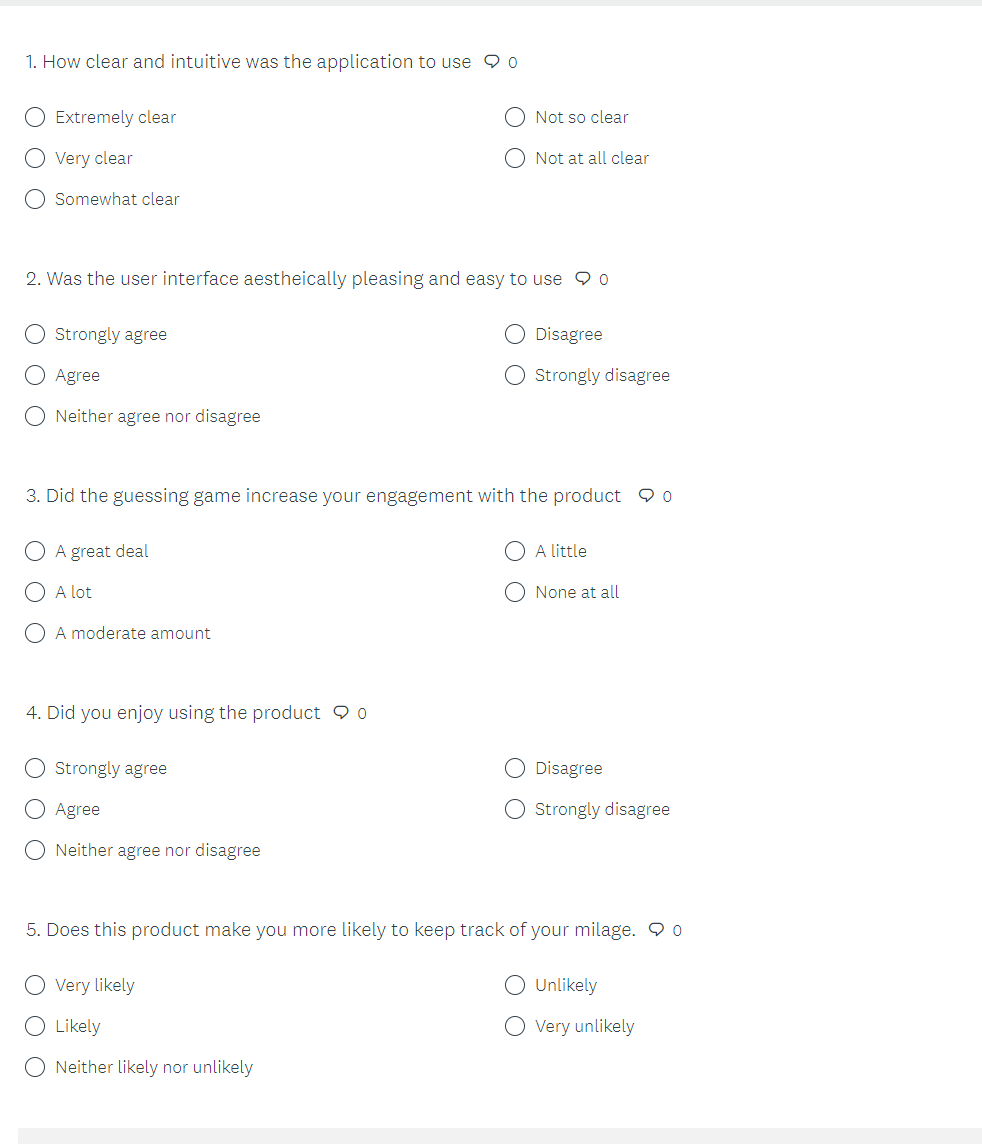 1. How clear and intuitive was the application to use 0
Extremely clear
Not so clear
Very clear
Not at all clear
Somewhat clear
2. Was the user interface aestheically pleasing and easy to use 0
Strongly agree
Disagree
Agree
Strongly disagree
Neither agree nor disagree
3. Did the guessing game increase your engagement with the product 0
A great deal
A little
A lot
None at all
A moderate amount
4. Did you enjoy using the product 0
Strongly agree
Disagree
Agree
Strongly disagree
Neither agree nor disagree
5. Does this product make you more likely to keep track of your milage. 0
Very likely
Unlikely
Likely
Very unlikely
Neither likely nor unlikely